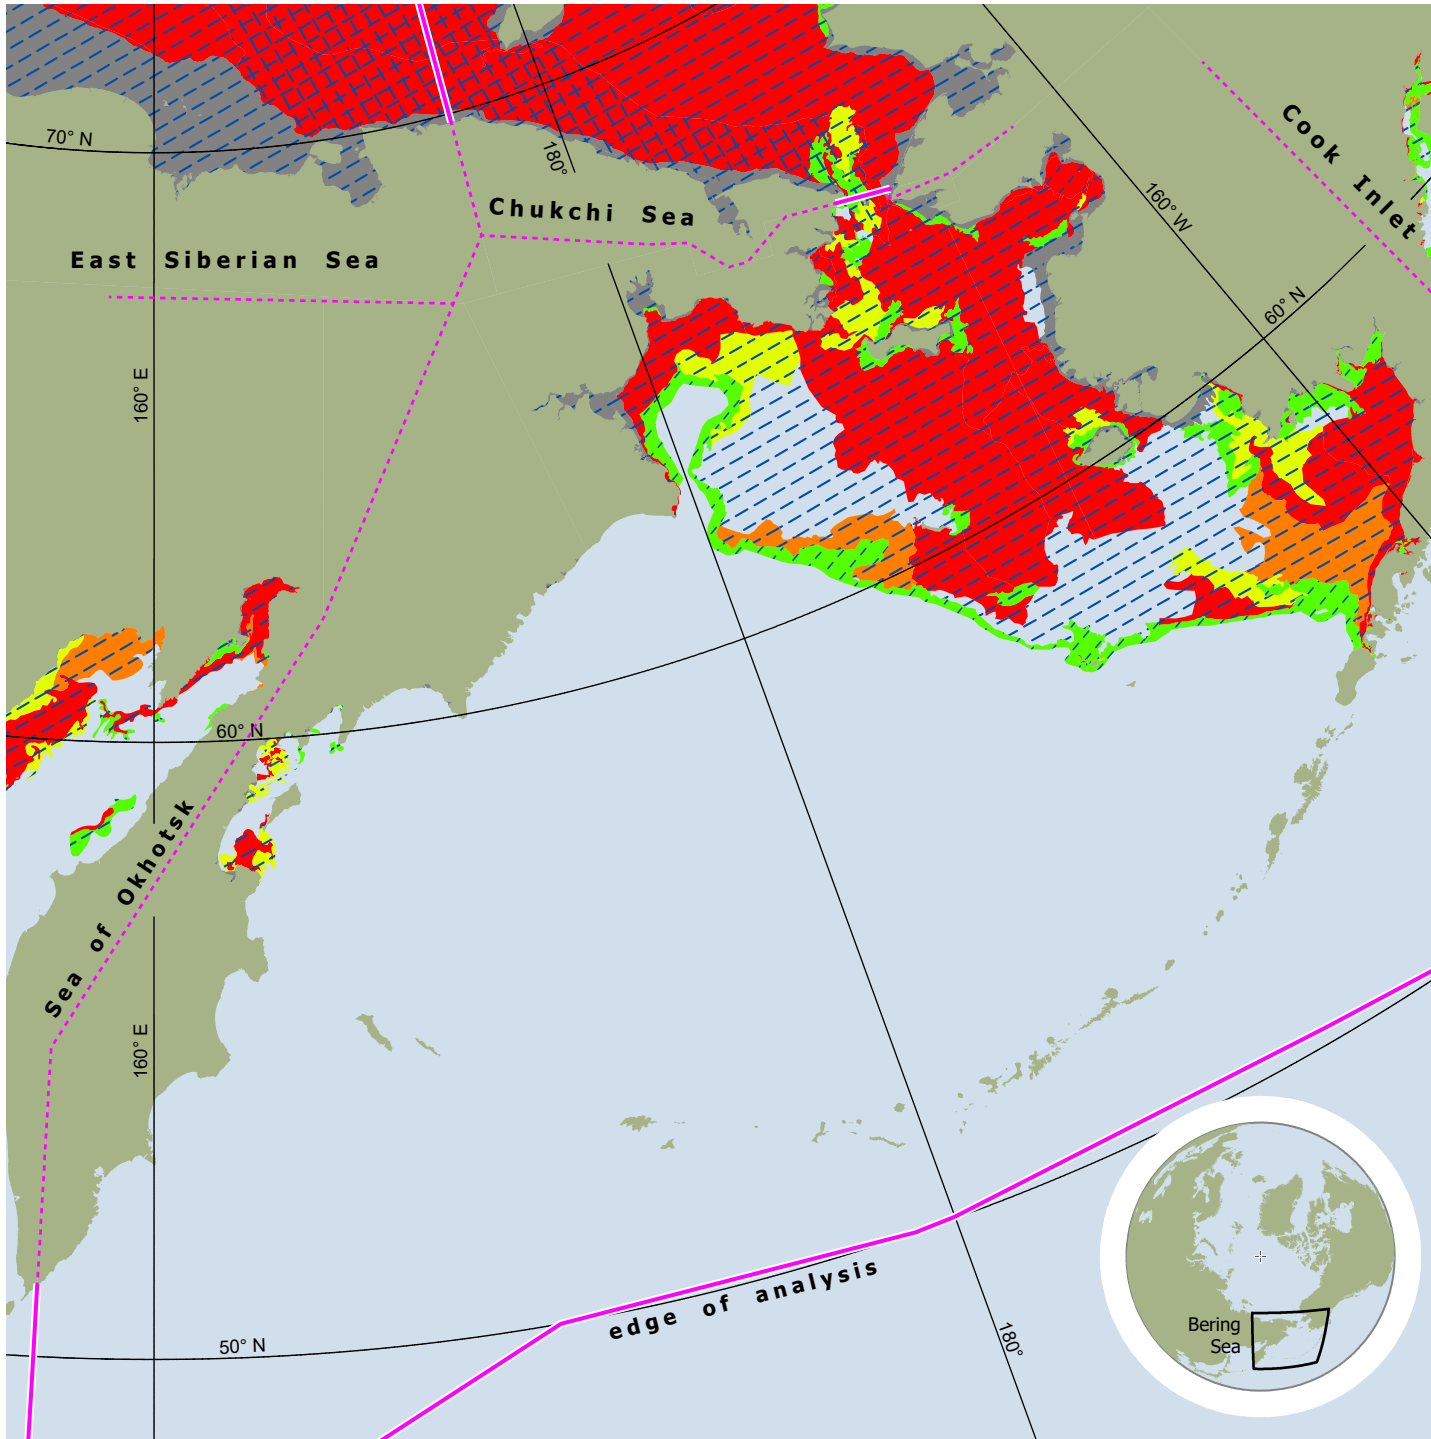 70° N
180°
Chukchi Sea
East Siberian Sea
Cook Inlet
160° W
60° N
160° E
60° N
Sea of Okhotsk
160° E
edge of analysis
50° N
180°
Bering
Sea